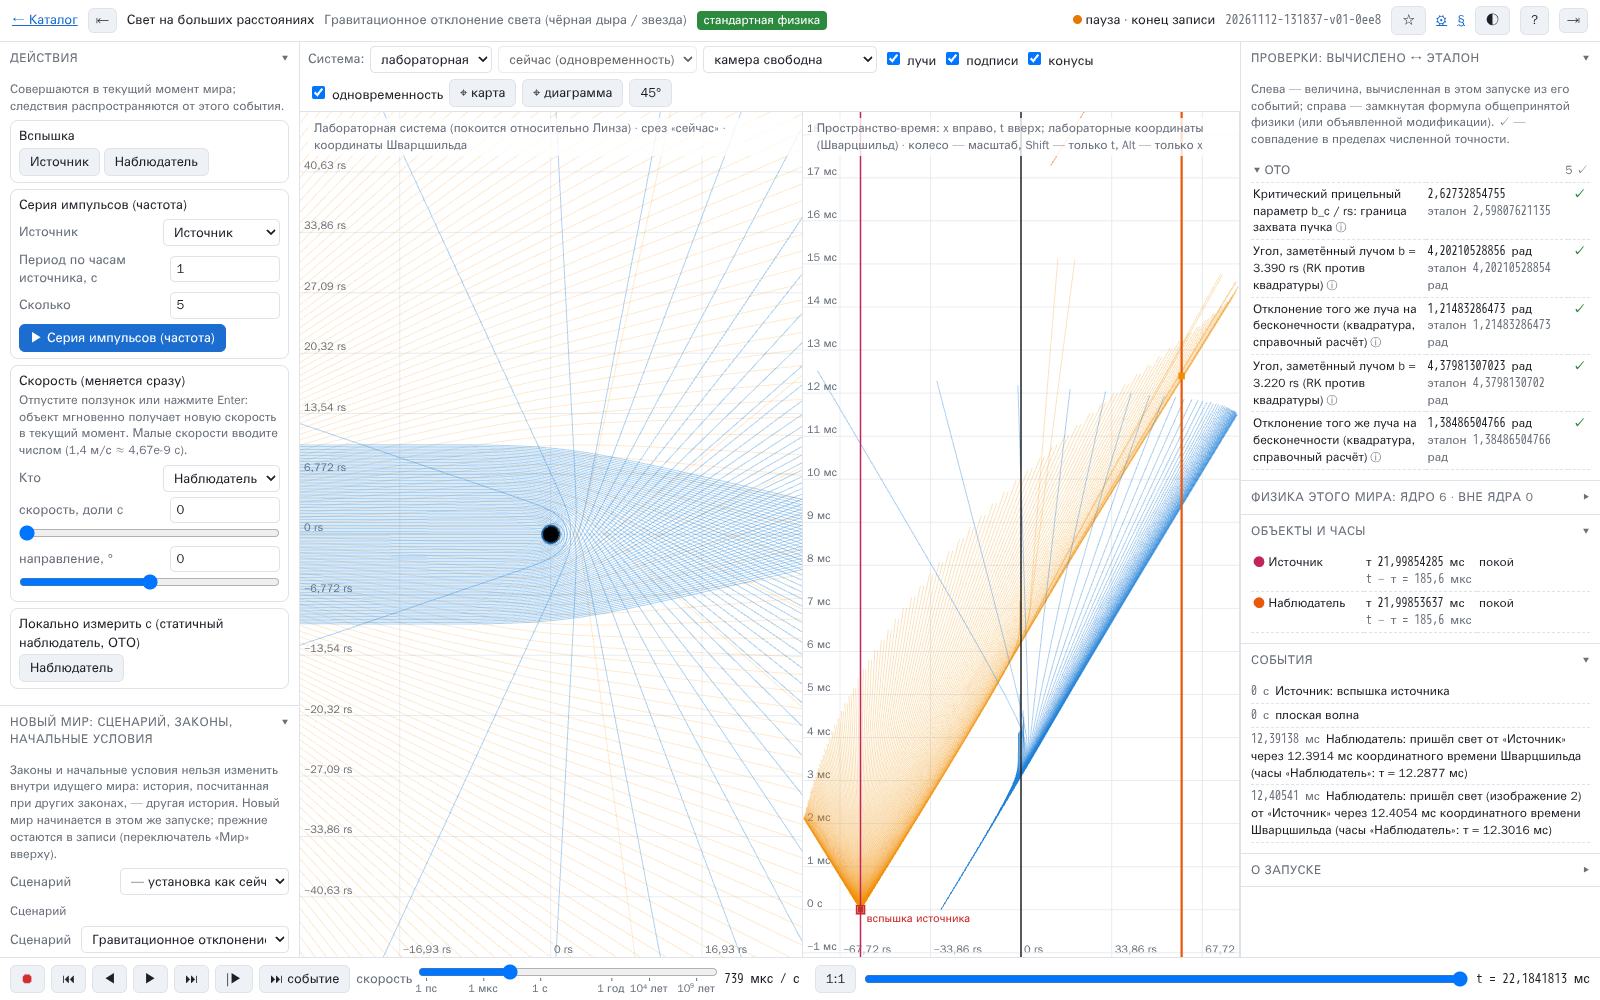 ← Каталог
⇤
Свет на больших расстояниях
Гравитационное отклонение света (чёрная дыра / звезда)
стандартная физика
пауза · конец записи
20261112-131837-v01-0ee8
☆
⚙
§
?
⇥
ДЕЙСТВИЯ
Совершаются в текущий момент мира;
следствия распространяются от этого события.
Вспышка
Источник
Наблюдатель
Серия импульсов (частота)
Источник
Источник
Период по часам
источника, с
1
Сколько
5
▶ Серия импульсов (частота)
Скорость (меняется сразу)
Отпустите ползунок или нажмите Enter:
объект мгновенно получает новую скорость
в текущий момент. Малые скорости вводите
числом (1,4 м/с ≈ 4,67e-9 c).
Кто
Наблюдатель
скорость, доли c
0
направление, °
0
Локально измерить c (статичный
наблюдатель, ОТО)
Наблюдатель
НОВЫЙ МИР: СЦЕНАРИЙ, ЗАКОНЫ,
НАЧАЛЬНЫЕ УСЛОВИЯ
Законы и начальные условия нельзя изменить
внутри идущего мира: история, посчитанная
при других законах, — другая история. Новый
мир начинается в этом же запуске; прежние
остаются в записи (переключатель «Мир»
вверху).
Сценарий
— установка как сейч
Сценарий
Сценарий
Гравитационное отклонени
Система:
лабораторная
сейчас (одновременность)
камера свободна
лучи
подписи
конусы
одновременность
⌖ карта
⌖ диаграмма
45°
Лабораторная система (покоится относительно Линза) · срез «сейчас» ·
координаты Шварцшильда
40,63 rs
33,86 rs
27,09 rs
20,32 rs
13,54 rs
6,772 rs
0 rs
−6,772 rs
−13,54 rs
−20,32 rs
−27,09 rs
−33,86 rs
−40,63 rs
−16,93 rs
0 rs
16,93 rs
Пространство-время: x вправо, t вверх; лабораторные координаты
(Шварцшильд) · колесо — масштаб, Shift — только t, Alt — только x
17 мс
16 мс
15 мс
14 мс
13 мс
12 мс
11 мс
10 мс
9 мс
8 мс
7 мс
6 мс
5 мс
4 мс
3 мс
2 мс
1 мс
0 с
−1 мс
вспышка источника
−67,72 rs
−33,86 rs
0 rs
33,86 rs
67,72
ПРОВЕРКИ: ВЫЧИСЛЕНО ↔ ЭТАЛОН
Слева — величина, вычисленная в этом запуске из его
событий; справа — замкнутая формула общепринятой
физики (или объявленной модификации). ✓ —
совпадение в пределах численной точности.
ОТО
5 ✓
Критический прицельный
параметр b_c / rs: граница
захвата пучка ⓘ
2,62732854755
эталон 2,59807621135
✓
Угол, заметённый лучом b =
3.390 rs (RK против
квадратуры) ⓘ
4,20210528856 рад
эталон 4,20210528854
рад
✓
Отклонение того же луча на
бесконечности (квадратура,
справочный расчёт) ⓘ
1,21483286473 рад
эталон 1,21483286473
рад
✓
Угол, заметённый лучом b =
3.220 rs (RK против
квадратуры) ⓘ
4,37981307023 рад
эталон 4,3798130702
рад
✓
Отклонение того же луча на
бесконечности (квадратура,
справочный расчёт) ⓘ
1,38486504766 рад
эталон 1,38486504766
рад
✓
ФИЗИКА ЭТОГО МИРА: ЯДРО 6 · ВНЕ ЯДРА 0
ОБЪЕКТЫ И ЧАСЫ
Источник
τ 21,99854285 мс покой
t − τ = 185,6 мкс
Наблюдатель
τ 21,99853637 мс покой
t − τ = 185,6 мкс
СОБЫТИЯ
0 с Источник: вспышка источника
0 с плоская волна
12,39138 мс Наблюдатель: пришёл свет от «Источник»
через 12.3914 мс координатного времени Шварцшильда
(часы «Наблюдатель»: τ = 12.2877 мс)
12,40541 мс Наблюдатель: пришёл свет (изображение 2)
от «Источник» через 12.4054 мс координатного времени
Шварцшильда (часы «Наблюдатель»: τ = 12.3016 мс)
О ЗАПУСКЕ
⏭ событие
скорость
1 пс
1 мкс
1 с
1 год
10⁴ лет
10⁹ лет
739 мкс / с
1:1
t = 22,1841813 мс